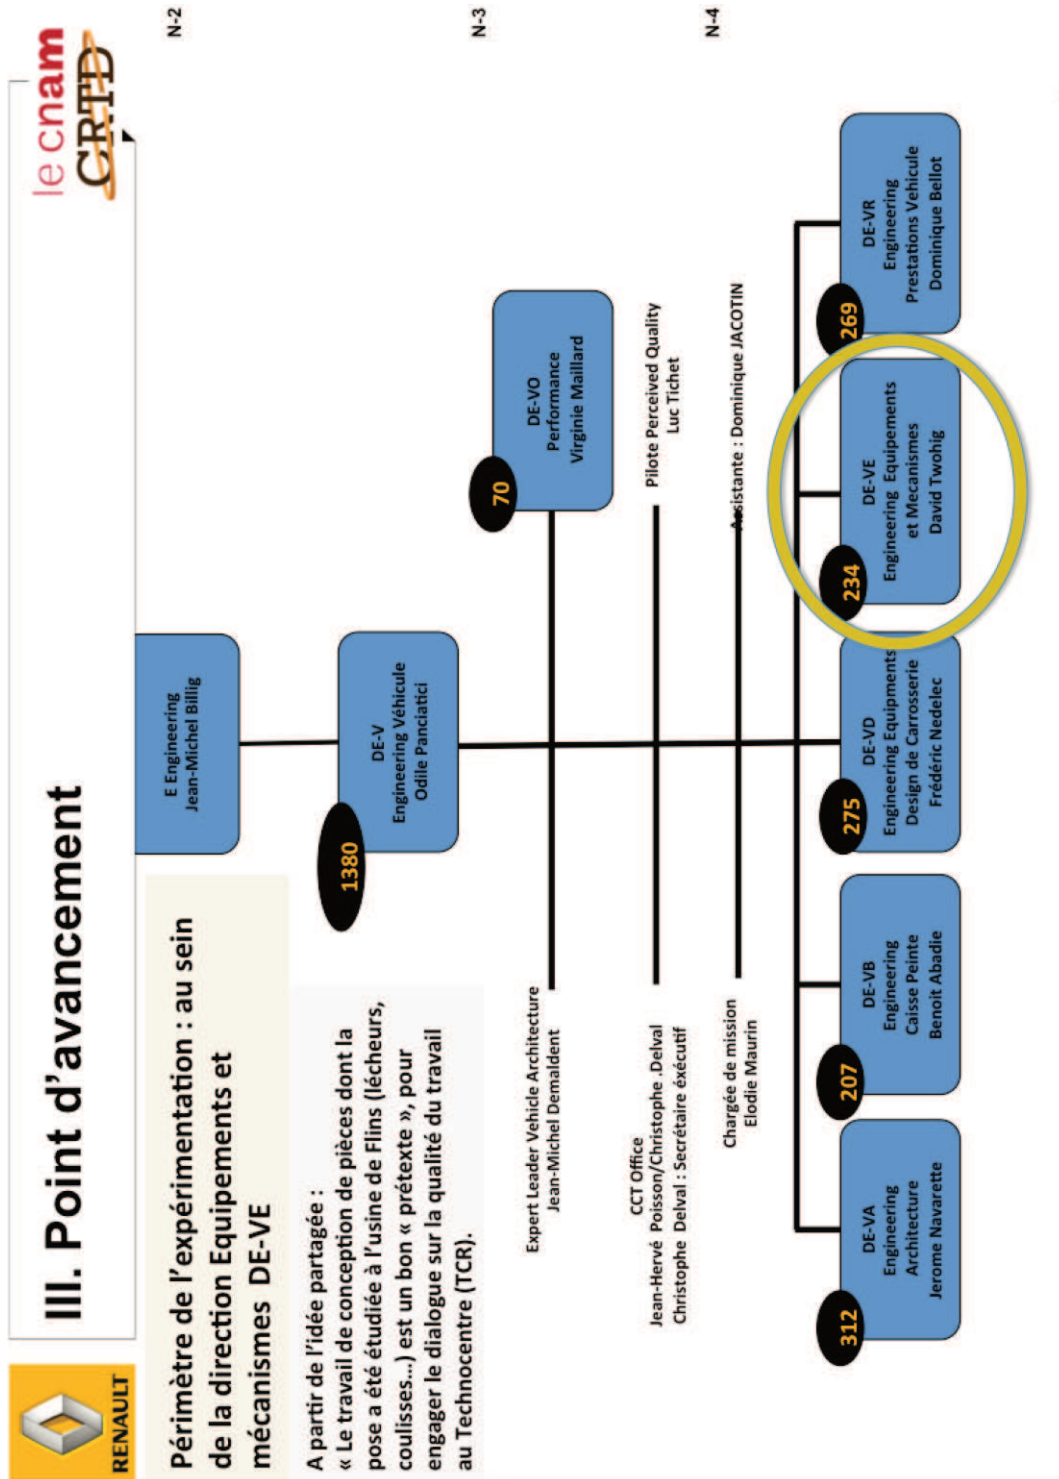 RENAULT
III. Point d'avancement
le cnam
CRTD
Périmètre de l'expérimentation : au sein
de la direction Equipements et
mécanismes DE-VE
A partir de l'idée partagée :
« Le travail de conception de pièces dont la
pose a été étudiée à l'usine de Flins (lécheurs,
coulisses...) est un bon « prétexte », pour
engager le dialogue sur la qualité du travail
au Technocentre (TCR).
E Engineering
Jean-Michel Billig
N-2
1380
DE-V
Engineering Véhicule
Odile Panciatici
Expert Leader Vehicle Architecture
Jean-Michel Demaldent
70
DE-VO
Performance
Virginie Maillard
N-3
CCT Office
Jean-Hervé Poisson/Christophe .Delval
Christophe Delval : Secrétaire éxécutif
Pilote Perceived Quality
Luc Tichet
Chargée de mission
Elodie Maurin
Assistante : Dominique JACOTIN
N-4
312
DE-VA
Engineering
Architecture
Jerome Navarette
207
DE-VB
Engineering
Caisse Peinte
Benoit Abadie
275
DE-VD
Engineering Equipments
Design de Carrosserie
Frédéric Nedelec
234
DE-VE
Engineering Equipements
et Mecanismes
David Twohig
269
DE-VR
Engineering
Prestations Vehicule
Dominique Bellot